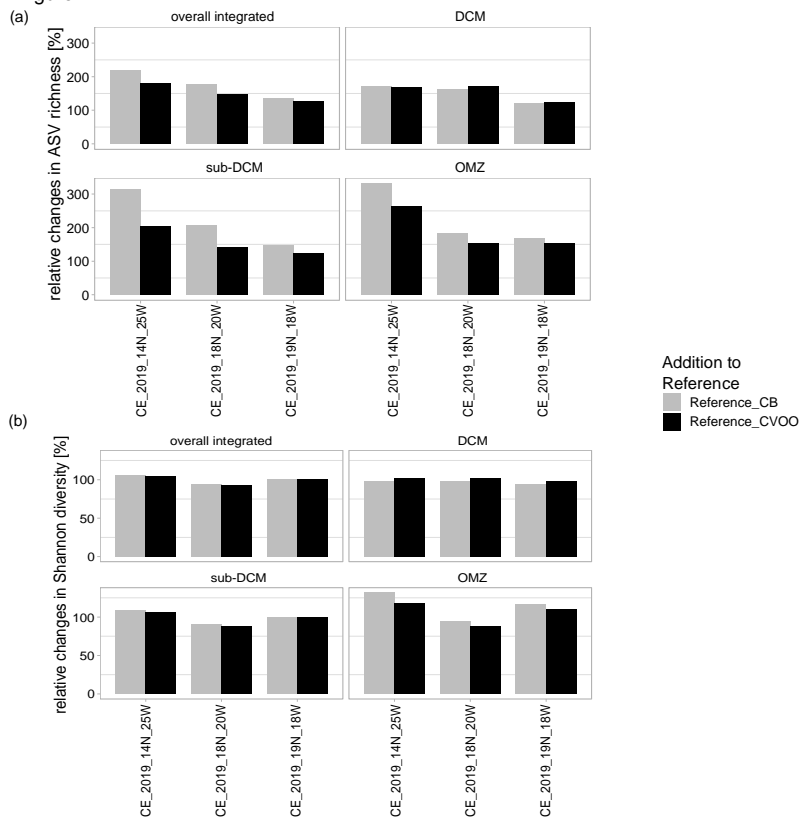 (a)
overall integrated
DCM
relative changes in ASV richness [%]
300
200
100
0
sub-DCM
OMZ
300
200
100
0
CE_2019_14N_25W
CE_2019_18N_20W
CE_2019_19N_18W
CE_2019_14N_25W
CE_2019_18N_20W
CE_2019_19N_18W
Addition to
Reference
Reference_CB
Reference_CVOO
(b)
overall integrated
DCM
relative changes in Shannon diversity [%]
100
50
0
sub-DCM
OMZ
100
50
0
CE_2019_14N_25W
CE_2019_18N_20W
CE_2019_19N_18W
CE_2019_14N_25W
CE_2019_18N_20W
CE_2019_19N_18W